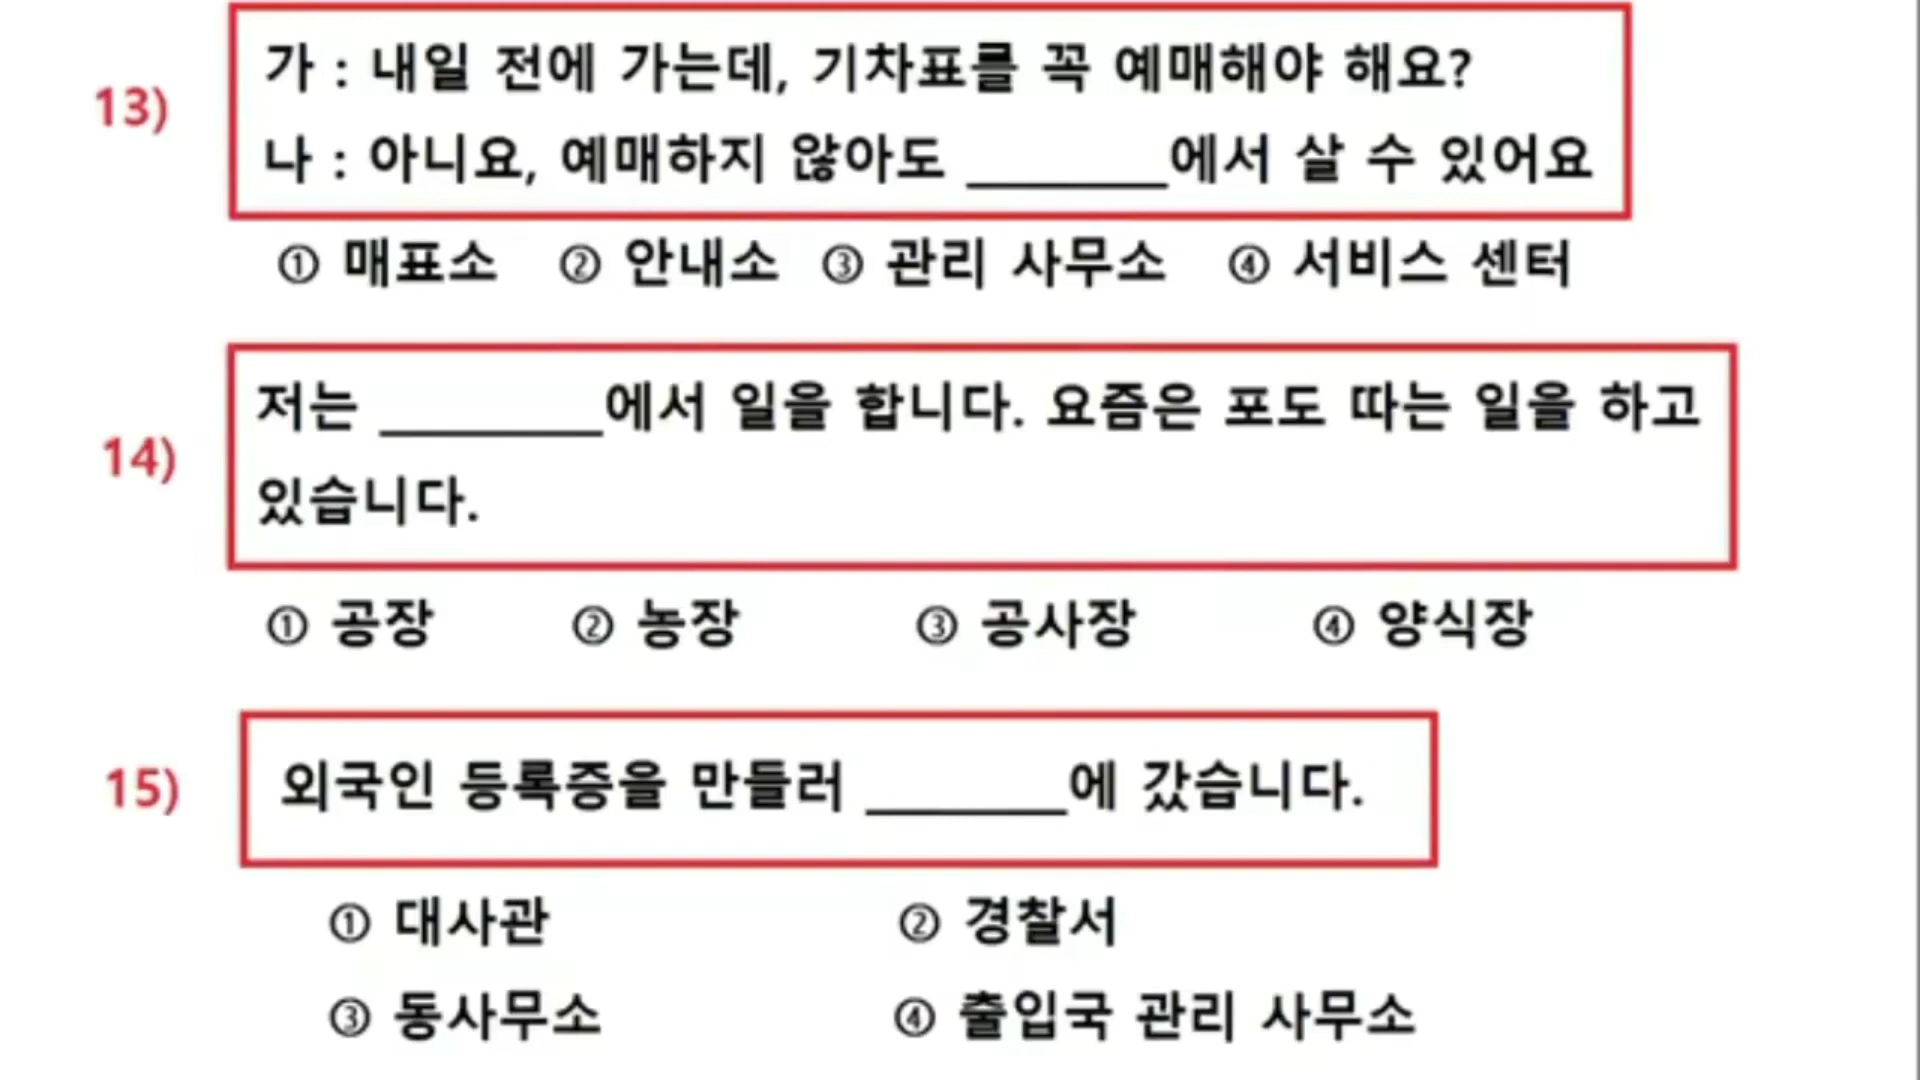 13)
가 : 내일 전에 가는데, 기차표를 꼭 예매해야 해요?
나 : 아니요, 예매하지 않아도 ________에서 살 수 있어요
① 매표소 ② 안내소 ③ 관리 사무소 ④ 서비스 센터
14)
저는 ________에서 일을 합니다. 요즘은 포도 따는 일을 하고
있습니다.
① 공장 ② 농장 ③ 공사장 ④ 양식장
15)
외국인 등록증을 만들러 ________에 갔습니다.
① 대사관 ② 경찰서
③ 동사무소 ④ 출입국 관리 사무소